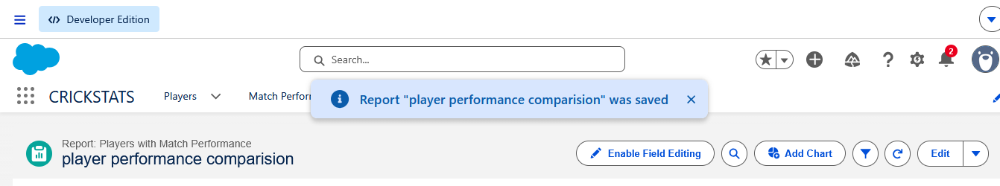 Developer Edition
Search...
2
CRICKSTATS Players Match Perfor
Report "player performance comparision" was saved
Report: Players with Match Performance
player performance comparision
Enable Field Editing Add Chart Edit